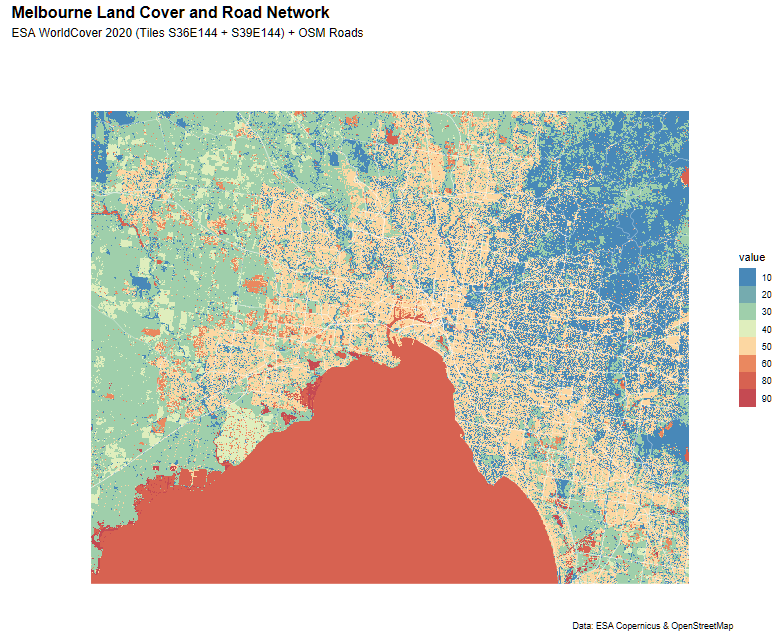 Melbourne Land Cover and Road Network
ESA WorldCover 2020 (Tiles S36E144 + S39E144) + OSM Roads
value
10
20
30
40
50
60
80
90
Data: ESA Copernicus & OpenStreetMap